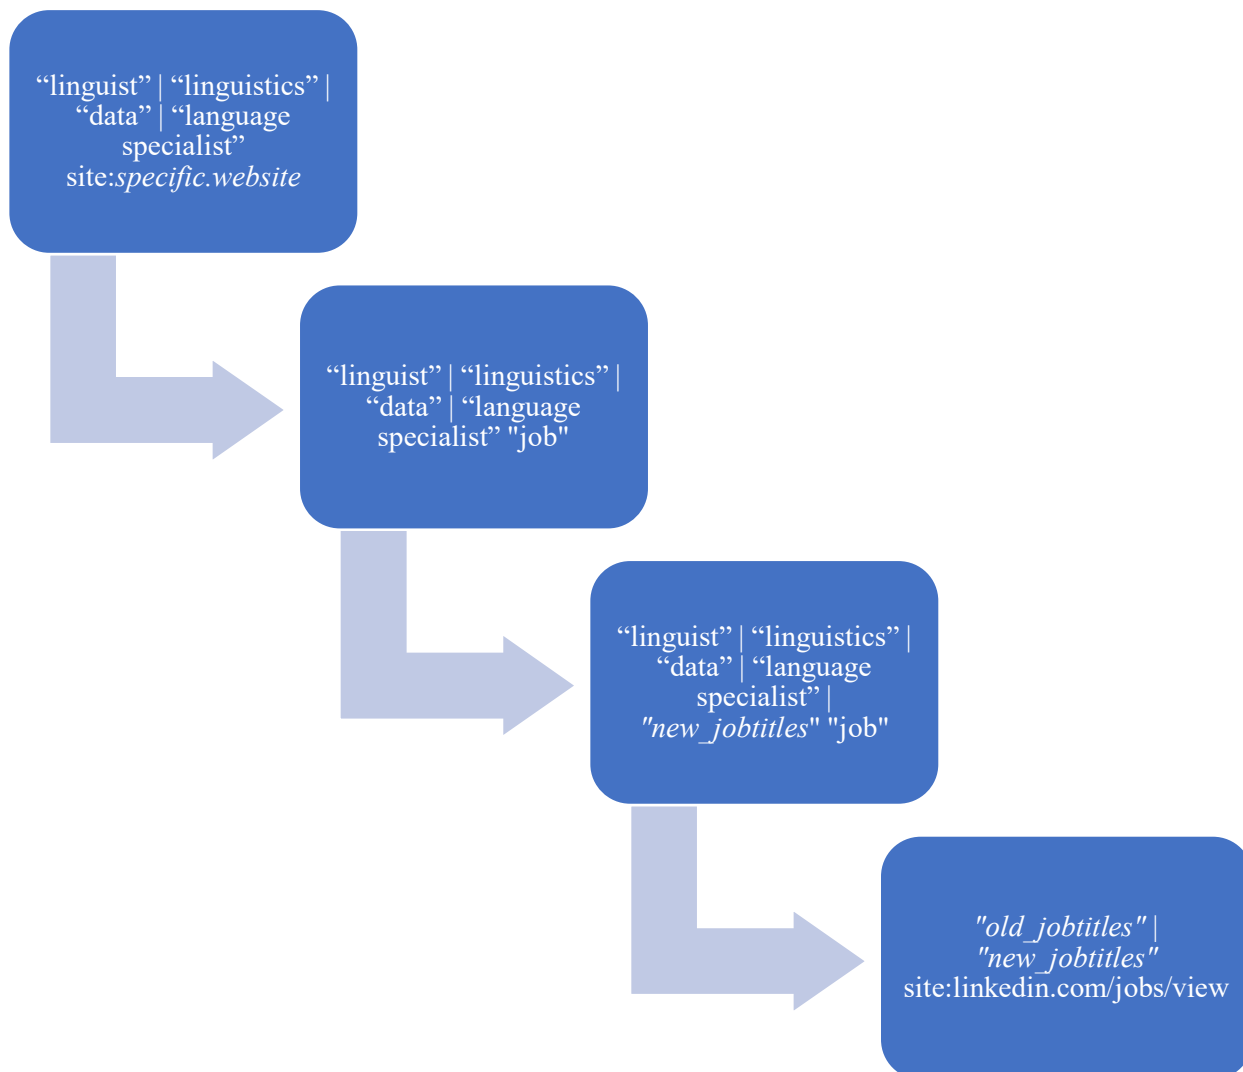 “linguist” | “linguistics” |
“data” | “language
specialist”
site:specific.website
“linguist” | “linguistics” |
“data” | “language
specialist” "job"
“linguist” | “linguistics” |
“data” | “language
specialist” |
"new_jobtitles" "job"
"old_jobtitles" |
"new_jobtitles"
site:linkedin.com/jobs/view